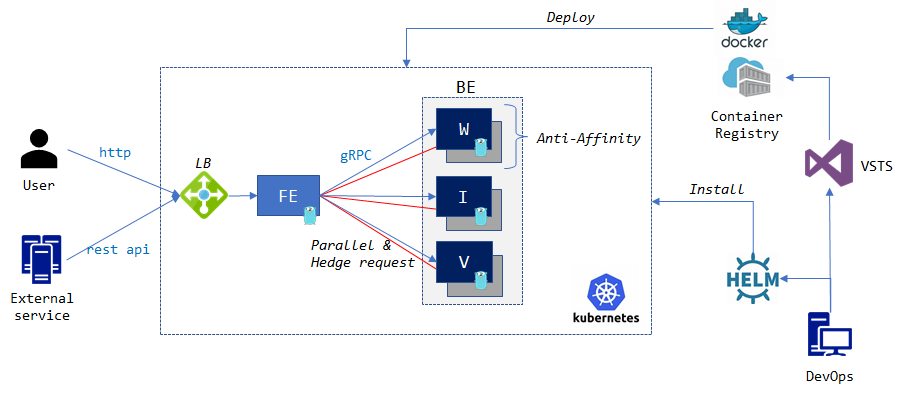 Deploy
docker
BE
Container
Registry
W
Anti-Affinity
http
LB
gRPC
User
VSTS
FE
I
Install
rest api
Parallel &
Hedge request
V
HELM
External
service
kubernetes
DevOps